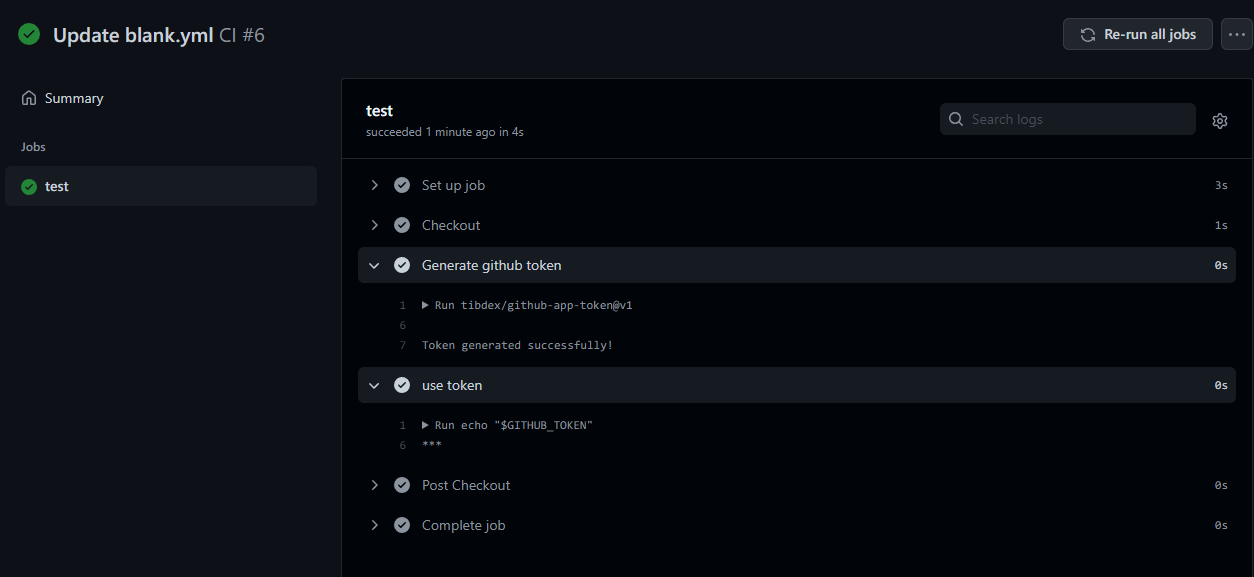 Update blank.yml CI #6
Re-run all jobs
Summary
Jobs
test
test
succeeded 1 minute ago in 4s
Search logs
Set up job 3s
Checkout 1s
Generate github token 0s
1 Run tibdex/github-app-token@v1
6
7 Token generated successfully!
use token 0s
1 Run echo "$GITHUB_TOKEN"
6 ***
Post Checkout 0s
Complete job 0s